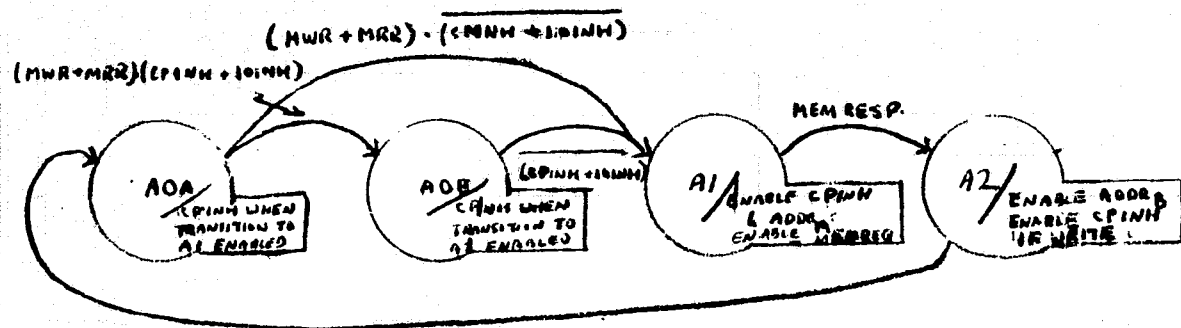 (MWR + MRR) · (CPINH + IOINH)
(MWR+MRR)(CPINH + IOINH)
MEM RESP.
(CPINH + IOINH)
A0A
CPINH WHEN
TRANSITION TO
A1 ENABLED
A0B
CPINH WHEN
TRANSITION TO
A1 ENABLED
A1
ENABLE CPINH
& ADDR A
ENABLE MEMREQ
A2
ENABLE ADDR B
ENABLE CPINH
IF WRITE